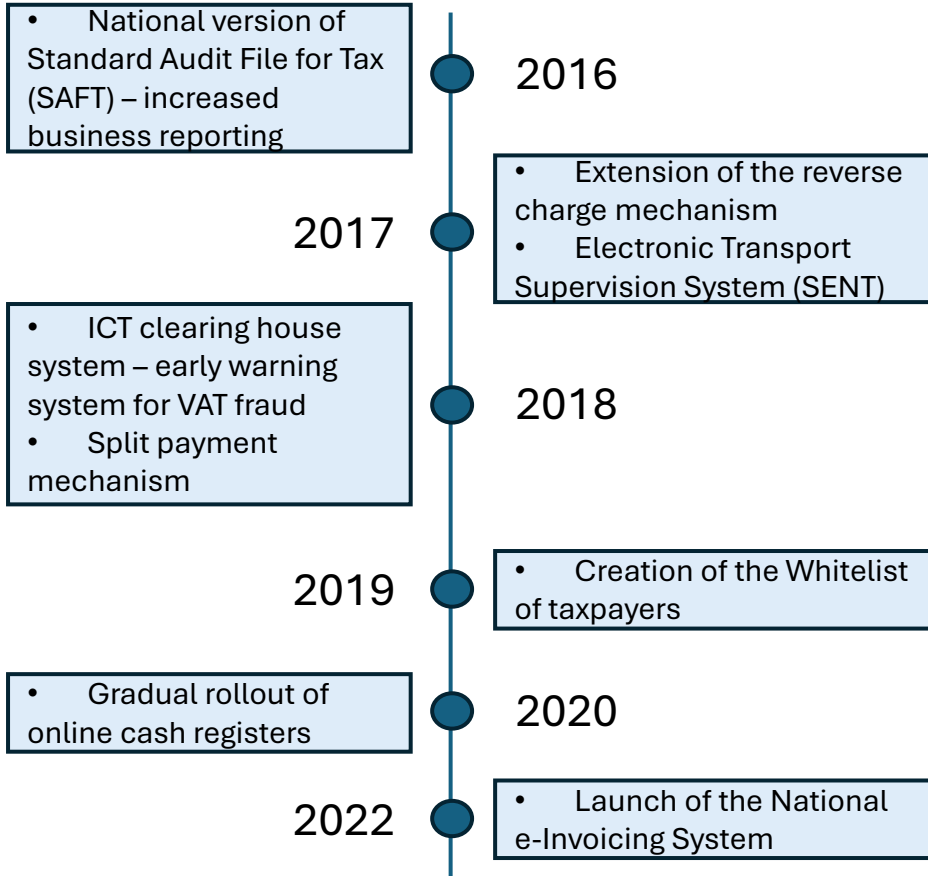 • National version of
Standard Audit File for Tax
(SAFT) – increased
business reporting
2016
2017
• Extension of the reverse
charge mechanism
• Electronic Transport
Supervision System (SENT)
• ICT clearing house
system – early warning
system for VAT fraud
• Split payment
mechanism
2018
2019
• Creation of the Whitelist
of taxpayers
• Gradual rollout of
online cash registers
2020
2022
• Launch of the National
e-Invoicing System